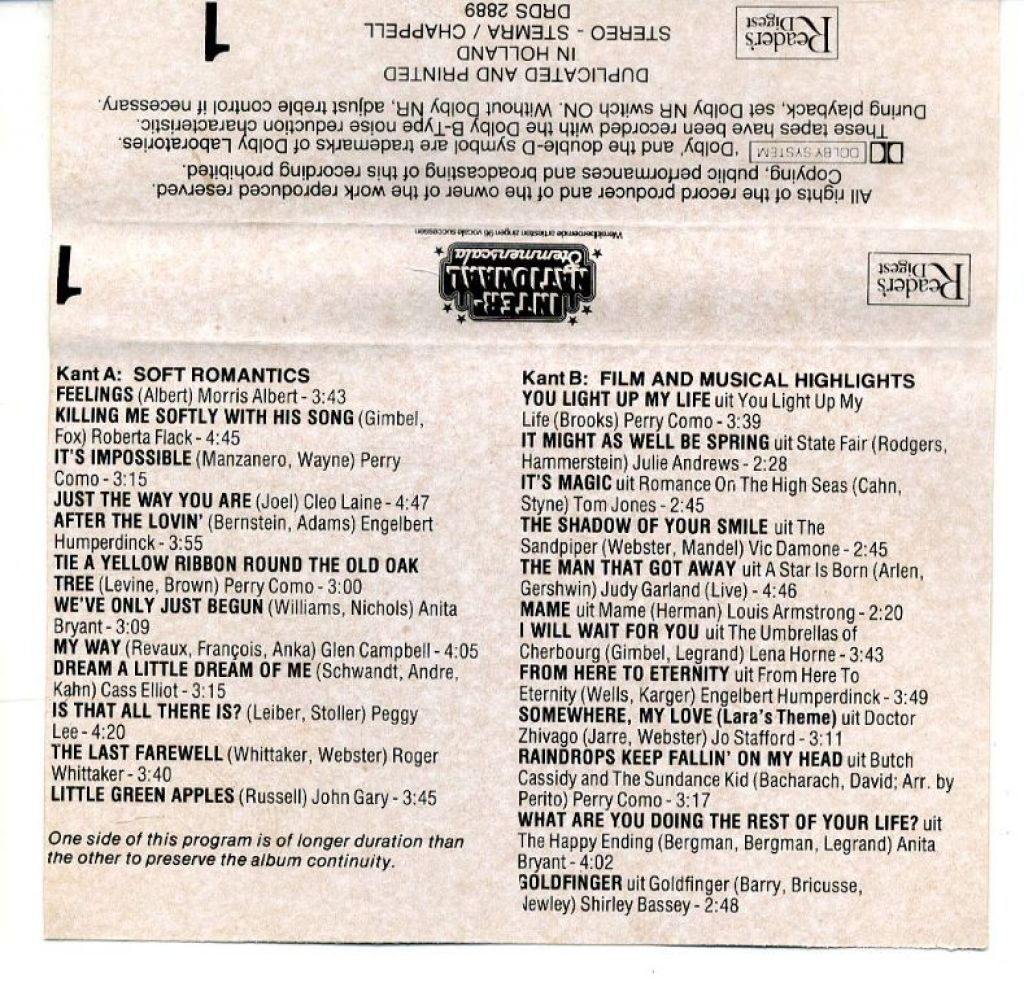 1
DRDS 2889
STEREO - STEMRA / CHAPPELL
IN HOLLAND
DUPLICATED AND PRINTED
Reader's
Digest
During playback, set Dolby NR switch ON. Without Dolby NR, adjust treble control if necessary.
These tapes have been recorded with the Dolby B-Type noise reduction characteristic.
DOLBY SYSTEM 'Dolby,' and the double-D symbol are trademarks of Dolby Laboratories.
Copying, public performances and broadcasting of this recording prohibited.
All rights of the record producer and of the owner of the work reproduced reserved.
1
Wereldberoemde artiesten zingen 96 vocale successen
INTER-
NATIONAAL
Stemmenscala
Reader's
Digest
Kant A: SOFT ROMANTICS
FEELINGS (Albert) Morris Albert - 3:43
KILLING ME SOFTLY WITH HIS SONG (Gimbel,
Fox) Roberta Flack - 4:45
IT'S IMPOSSIBLE (Manzanero, Wayne) Perry
Como - 3:15
JUST THE WAY YOU ARE (Joel) Cleo Laine - 4:47
AFTER THE LOVIN' (Bernstein, Adams) Engelbert
Humperdinck - 3:55
TIE A YELLOW RIBBON ROUND THE OLD OAK
TREE (Levine, Brown) Perry Como - 3:00
WE'VE ONLY JUST BEGUN (Williams, Nichols) Anita
Bryant - 3:09
MY WAY (Revaux, François, Anka) Glen Campbell - 4:05
DREAM A LITTLE DREAM OF ME (Schwandt, Andre,
Kahn) Cass Elliot - 3:15
IS THAT ALL THERE IS? (Leiber, Stoller) Peggy
Lee - 4:20
THE LAST FAREWELL (Whittaker, Webster) Roger
Whittaker - 3:40
LITTLE GREEN APPLES (Russell) John Gary - 3:45
One side of this program is of longer duration than
the other to preserve the album continuity.
Kant B: FILM AND MUSICAL HIGHLIGHTS
YOU LIGHT UP MY LIFE uit You Light Up My
Life (Brooks) Perry Como - 3:39
IT MIGHT AS WELL BE SPRING uit State Fair (Rodgers,
Hammerstein) Julie Andrews - 2:28
IT'S MAGIC uit Romance On The High Seas (Cahn,
Styne) Tom Jones - 2:45
THE SHADOW OF YOUR SMILE uit The
Sandpiper (Webster, Mandel) Vic Damone - 2:45
THE MAN THAT GOT AWAY uit A Star Is Born (Arlen,
Gershwin) Judy Garland (Live) - 4:46
MAME uit Mame (Herman) Louis Armstrong - 2:20
I WILL WAIT FOR YOU uit The Umbrellas of
Cherbourg (Gimbel, Legrand) Lena Horne - 3:43
FROM HERE TO ETERNITY uit From Here To
Eternity (Wells, Karger) Engelbert Humperdinck - 3:49
SOMEWHERE, MY LOVE (Lara's Theme) uit Doctor
Zhivago (Jarre, Webster) Jo Stafford - 3:11
RAINDROPS KEEP FALLIN' ON MY HEAD uit Butch
Cassidy and The Sundance Kid (Bacharach, David; Arr. by
Perito) Perry Como - 3:17
WHAT ARE YOU DOING THE REST OF YOUR LIFE? uit
The Happy Ending (Bergman, Bergman, Legrand) Anita
Bryant - 4:02
GOLDFINGER uit Goldfinger (Barry, Bricusse,
Jewley) Shirley Bassey - 2:48